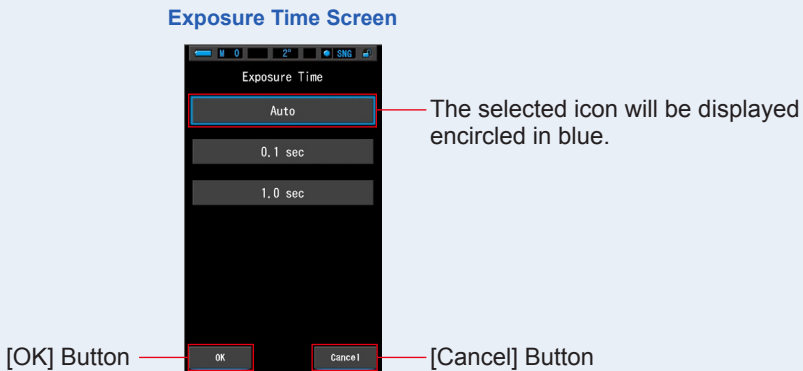 Exposure Time Screen
M 0 2° SNG
Exposure Time
Auto
The selected icon will be displayed
encircled in blue.
0.1 sec
1.0 sec
[OK] Button
OK
Cancel
[Cancel] Button